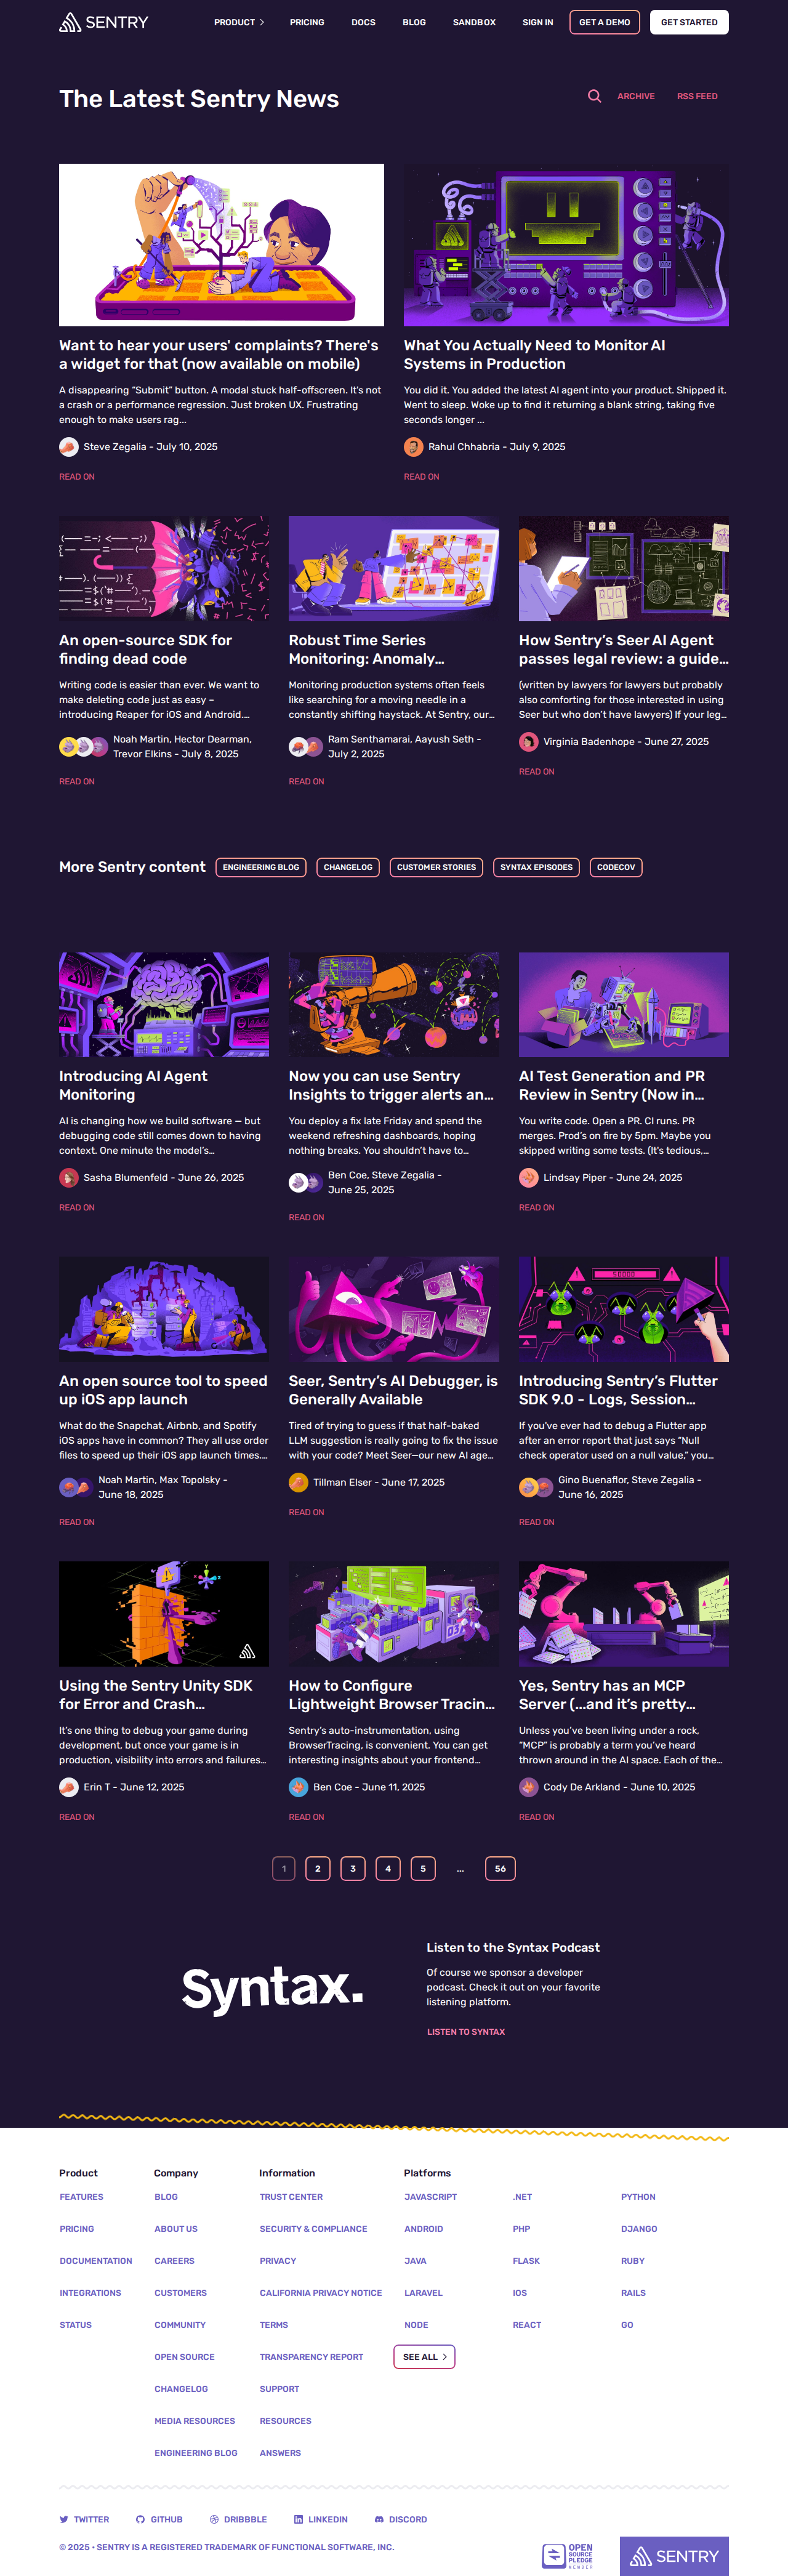 SENTRY
PRODUCT
PRICING
DOCS
BLOG
SANDBOX
SIGN IN
GET A DEMO
GET STARTED
The Latest Sentry News
ARCHIVE
RSS FEED
Want to hear your users' complaints? There's
a widget for that (now available on mobile)
A disappearing “Submit” button. A modal stuck half-offscreen. It's not
a crash or a performance regression. Just broken UX. Frustrating
enough to make users rag...
Steve Zegalia - July 10, 2025
READ ON
What You Actually Need to Monitor AI
Systems in Production
You did it. You added the latest AI agent into your product. Shipped it.
Went to sleep. Woke up to find it returning a blank string, taking five
seconds longer ...
Rahul Chhabria - July 9, 2025
READ ON
An open-source SDK for
finding dead code
Writing code is easier than ever. We want to
make deleting code just as easy –
introducing Reaper for iOS and Android....
Noah Martin, Hector Dearman,
Trevor Elkins - July 8, 2025
READ ON
Robust Time Series
Monitoring: Anomaly...
Monitoring production systems often feels
like searching for a moving needle in a
constantly shifting haystack. At Sentry, our...
Ram Senthamarai, Aayush Seth -
July 2, 2025
READ ON
How Sentry’s Seer AI Agent
passes legal review: a guide...
(written by lawyers for lawyers but probably
also comforting for those interested in using
Seer but who don’t have lawyers) If your leg...
Virginia Badenhope - June 27, 2025
READ ON
More Sentry content
ENGINEERING BLOG
CHANGELOG
CUSTOMER STORIES
SYNTAX EPISODES
CODECOV
Introducing AI Agent
Monitoring
AI is changing how we build software — but
debugging code still comes down to having
context. One minute the model’s...
Sasha Blumenfeld - June 26, 2025
READ ON
Now you can use Sentry
Insights to trigger alerts an...
You deploy a fix late Friday and spend the
weekend refreshing dashboards, hoping
nothing breaks. You shouldn’t have to...
Ben Coe, Steve Zegalia -
June 25, 2025
READ ON
AI Test Generation and PR
Review in Sentry (Now in...
You write code. Open a PR. CI runs. PR
merges. Prod’s on fire by 5pm. Maybe you
skipped writing some tests. (It’s tedious,...
Lindsay Piper - June 24, 2025
READ ON
An open source tool to speed
up iOS app launch
What do the Snapchat, Airbnb, and Spotify
iOS apps have in common? They all use order
files to speed up their iOS app launch times....
Noah Martin, Max Topolsky -
June 18, 2025
READ ON
Seer, Sentry’s AI Debugger, is
Generally Available
Tired of trying to guess if that half-baked
LLM suggestion is really going to fix the issue
with your code? Meet Seer—our new AI age...
Tillman Elser - June 17, 2025
READ ON
Introducing Sentry’s Flutter
SDK 9.0 - Logs, Session...
If you’ve ever had to debug a Flutter app
after an error report that just says “Null
check operator used on a null value,” you...
Gino Buenaflor, Steve Zegalia -
June 16, 2025
READ ON
Using the Sentry Unity SDK
for Error and Crash...
It’s one thing to debug your game during
development, but once your game is in
production, visibility into errors and failures...
Erin T - June 12, 2025
READ ON
How to Configure
Lightweight Browser Tracin...
Sentry’s auto-instrumentation, using
BrowserTracing, is convenient. You can get
interesting insights about your frontend...
Ben Coe - June 11, 2025
READ ON
Yes, Sentry has an MCP
Server (...and it’s pretty...
Unless you’ve been living under a rock,
“MCP” is probably a term you’ve heard
thrown around in the AI space. Each of the...
Cody De Arkland - June 10, 2025
READ ON
1
2
3
4
5
...
56
Syntax.
Listen to the Syntax Podcast
Of course we sponsor a developer
podcast. Check it out on your favorite
listening platform.
LISTEN TO SYNTAX
Product
FEATURES
PRICING
DOCUMENTATION
INTEGRATIONS
STATUS
Company
BLOG
ABOUT US
CAREERS
CUSTOMERS
COMMUNITY
OPEN SOURCE
CHANGELOG
MEDIA RESOURCES
ENGINEERING BLOG
Information
TRUST CENTER
SECURITY & COMPLIANCE
PRIVACY
CALIFORNIA PRIVACY NOTICE
TERMS
TRANSPARENCY REPORT
SUPPORT
RESOURCES
ANSWERS
Platforms
JAVASCRIPT
ANDROID
JAVA
LARAVEL
NODE
.NET
PHP
FLASK
IOS
REACT
PYTHON
DJANGO
RUBY
RAILS
GO
SEE ALL
TWITTER
GITHUB
DRIBBBLE
LINKEDIN
DISCORD
© 2025 • SENTRY IS A REGISTERED TRADEMARK OF FUNCTIONAL SOFTWARE, INC.
OPEN
SOURCE
PLEDGE
MEMBER
SENTRY